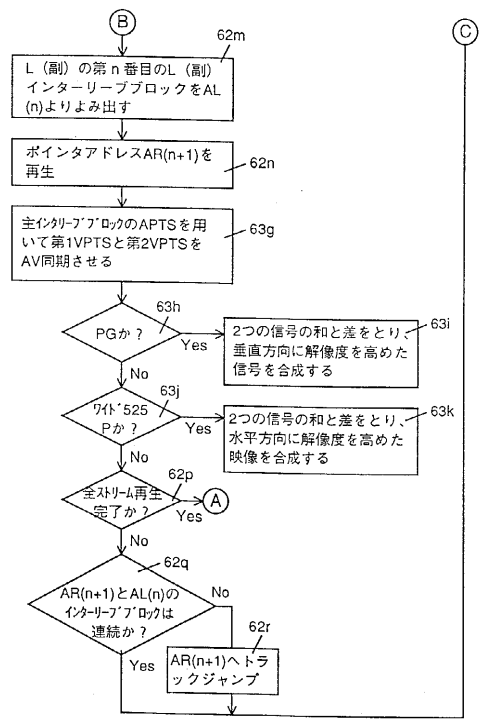 B
C
62m
L（副）の第n番目のL（副）
インターリーブブロックをAL
(n)よりよみ出す
ポインタアドレスAR(n+1)を
再生
62n
主インタリーブブロックのAPTSを用
いて第1VPTSと第2VPTSを
AV同期させる
63g
63h
PGか？
Yes
No
2つの信号の和と差をとり、
垂直方向に解像度を高めた
信号を合成する
63i
63j
ワイド525
Pか？
Yes
No
2つの信号の和と差をとり、
水平方向に解像度を高めた
映像を合成する
63k
62p
全ストリーム再生
完了か？
Yes
A
No
62q
AR(n+1)とAL(n)の
インターリーブブロックは
連続か？
No
Yes
62r
AR(n+1)へトラ
ックジャンプ